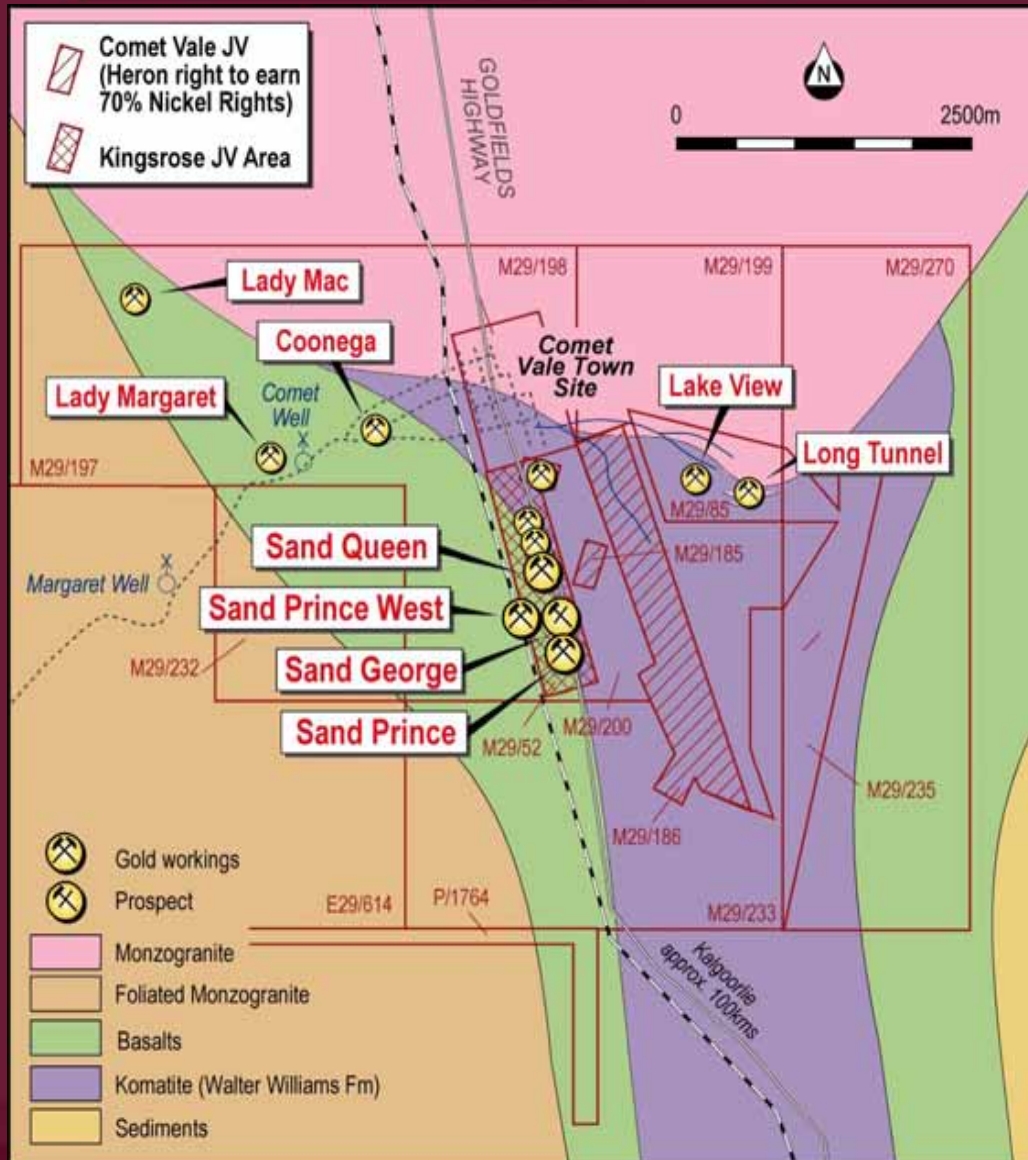 Comet Vale JV
(Heron right to earn
70% Nickel Rights)
Kingsrose JV Area
GOLDFIELDS
HIGHWAY
N
0 2500m
M29/198
M29/199
M29/270
Lady Mac
Coonega
Comet
Vale Town
Site
Lady Margaret
Comet
Well
Lake View
Long Tunnel
M29/197
M29/85
Sand Queen
M29/185
Margaret Well
Sand Prince West
M29/232
Sand George
Sand Prince
M29/52
M29/200
M29/235
M29/186
Gold workings
Prospect
E29/614
P/1764
M29/233
Monzogranite
Foliated Monzogranite
Basalts
Komatite (Walter Williams Fm)
Sediments
Kalgoorlie
approx. 100kms